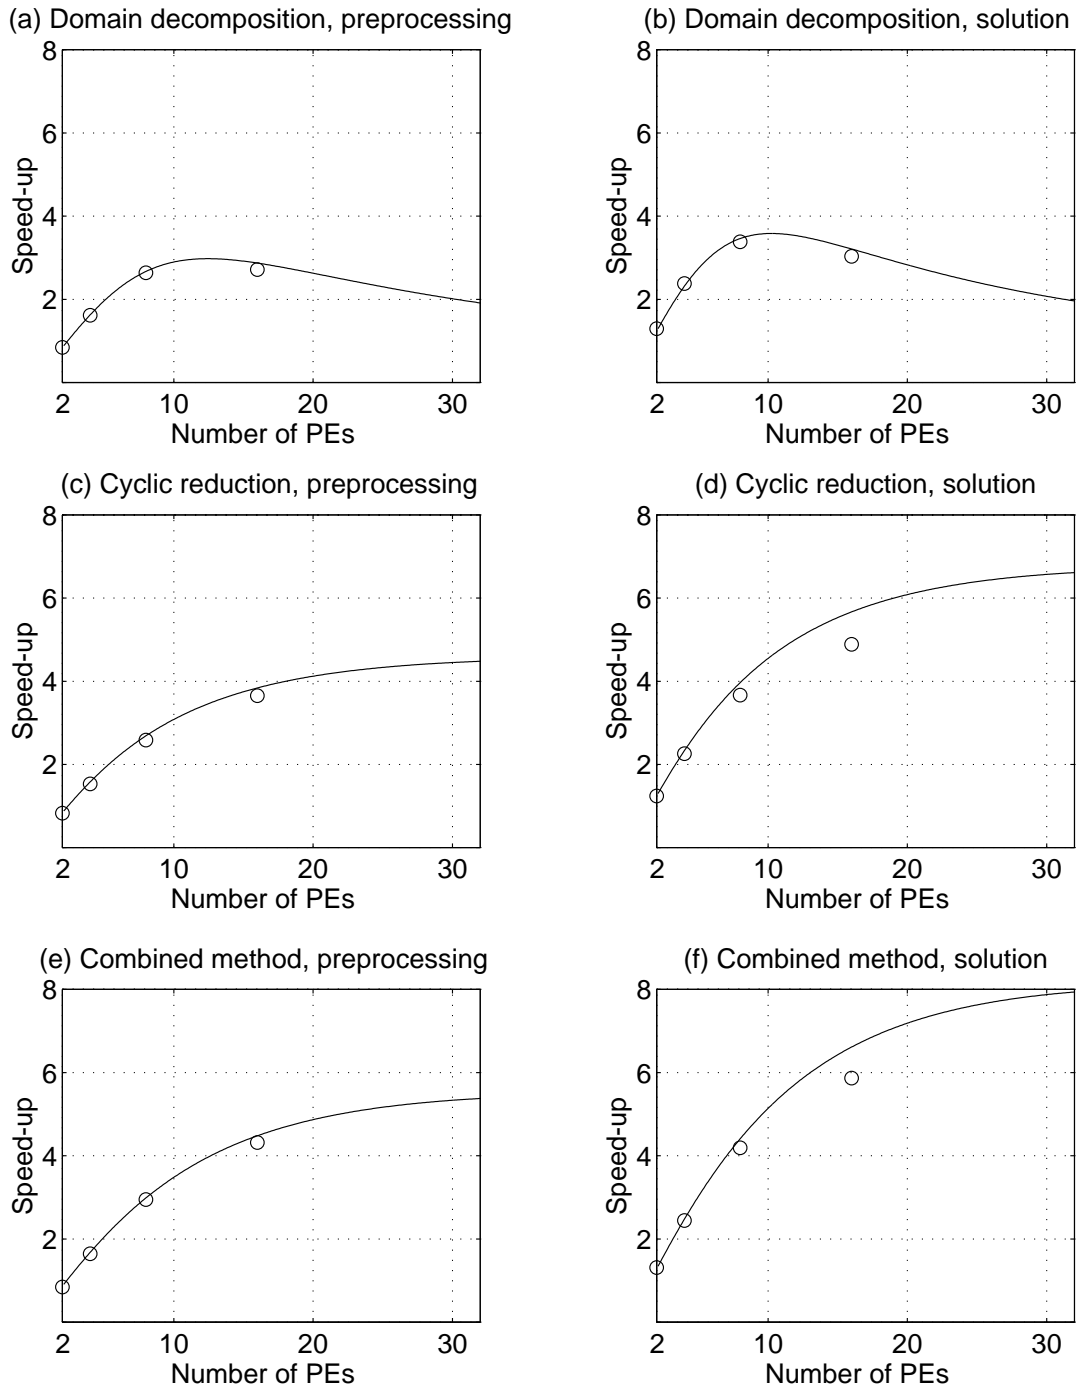 (a) Domain decomposition, preprocessing
8
6
4
2
Speed-up
2 10 20 30
Number of PEs
(b) Domain decomposition, solution
8
6
4
2
Speed-up
2 10 20 30
Number of PEs
(c) Cyclic reduction, preprocessing
8
6
4
2
Speed-up
2 10 20 30
Number of PEs
(d) Cyclic reduction, solution
8
6
4
2
Speed-up
2 10 20 30
Number of PEs
(e) Combined method, preprocessing
8
6
4
2
Speed-up
2 10 20 30
Number of PEs
(f) Combined method, solution
8
6
4
2
Speed-up
2 10 20 30
Number of PEs